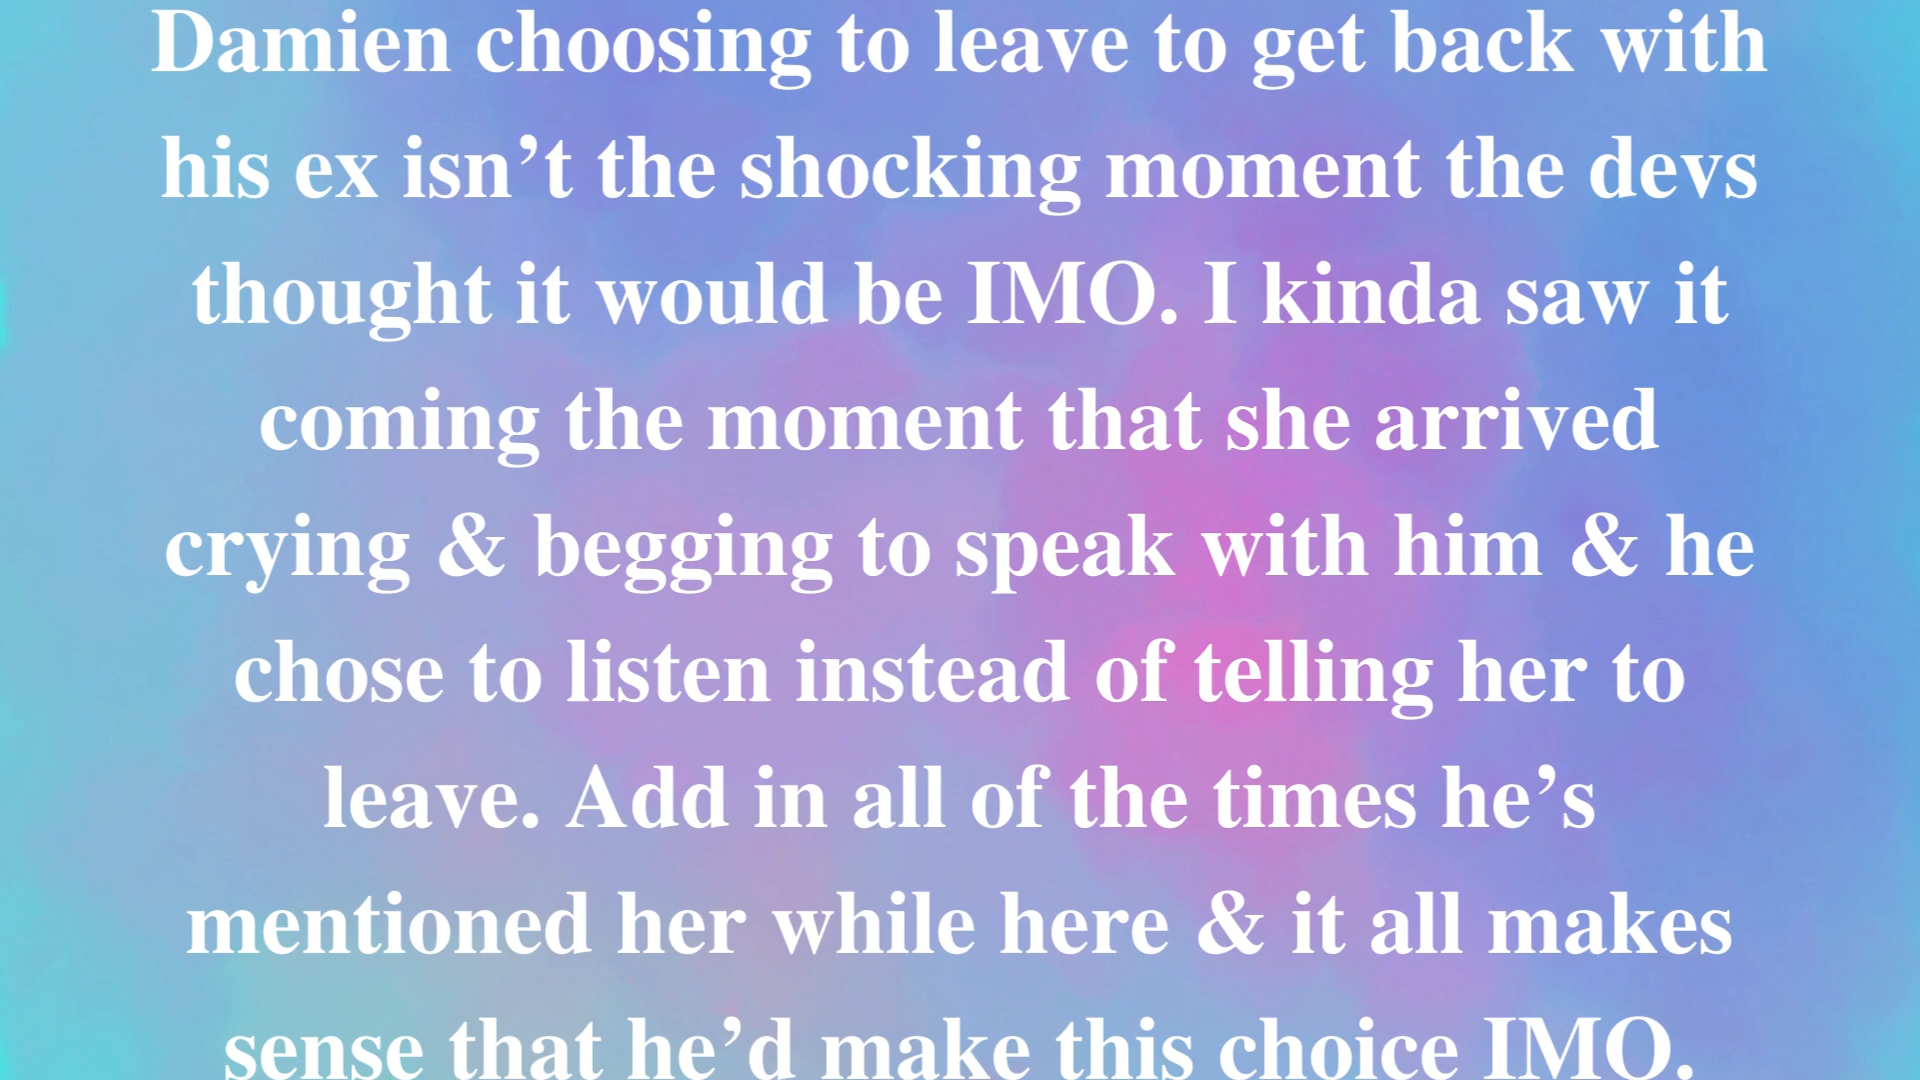 Damien choosing to leave to get back with
his ex isn’t the shocking moment the devs
thought it would be IMO. I kinda saw it
coming the moment that she arrived
crying & begging to speak with him & he
chose to listen instead of telling her to
leave. Add in all of the times he’s
mentioned her while here & it all makes
sense that he’d make this choice IMO.